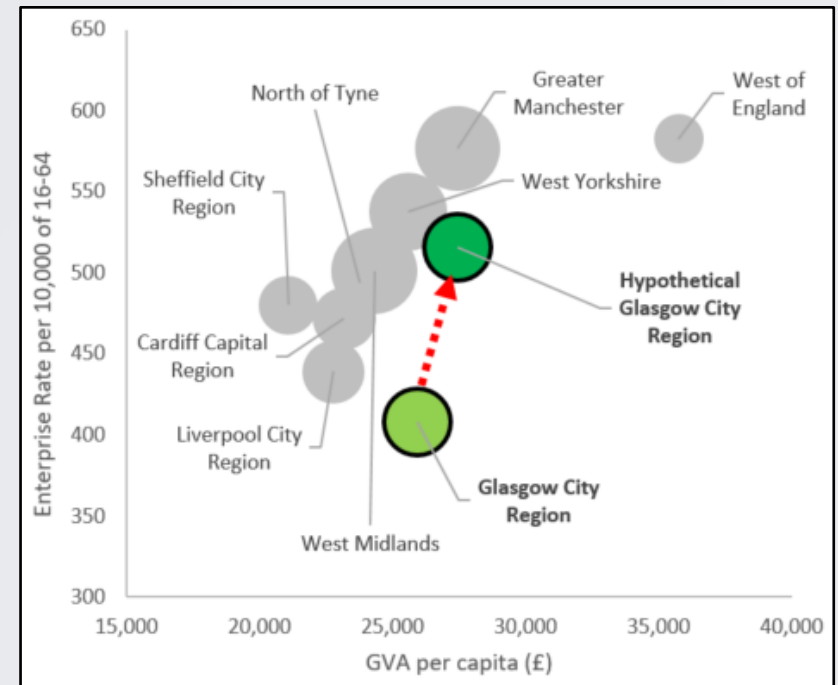 650
600
550
500
450
400
350
300
Enterprise Rate per 10,000 of 16-64
North of Tyne
Greater
Manchester
West of
England
Sheffield City
Region
West Yorkshire
Hypothetical
Glasgow City
Region
Cardiff Capital
Region
Liverpool City
Region
Glasgow City
Region
West Midlands
15,000
20,000
25,000
30,000
35,000
40,000
GVA per capita (£)